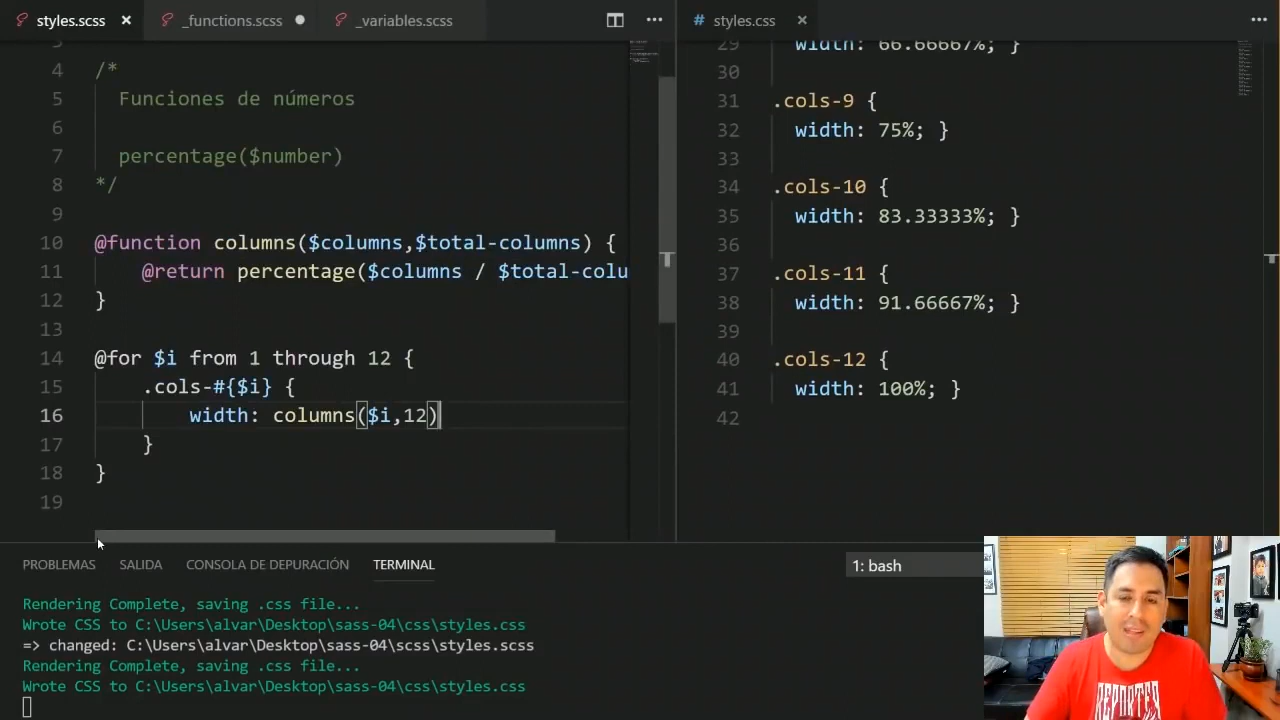 styles.scss
_functions.scss
_variables.scss
styles.css
4 /*
5 Funciones de números
6
7 percentage($number)
8 */
9
10 @function columns($columns,$total-columns) {
11 @return percentage($columns / $total-colu
12 }
13
14 @for $i from 1 through 12 {
15 .cols-#{$i} {
16 width: columns($i,12)
17 }
18 }
19
29 width: 66.66667%; }
30
31 .cols-9 {
32 width: 75%; }
33
34 .cols-10 {
35 width: 83.33333%; }
36
37 .cols-11 {
38 width: 91.66667%; }
39
40 .cols-12 {
41 width: 100%; }
42
PROBLEMAS SALIDA CONSOLA DE DEPURACIÓN TERMINAL 1: bash
Rendering Complete, saving .css file...
Wrote CSS to C:\Users\alvar\Desktop\sass-04\css\styles.css
=> changed: C:\Users\alvar\Desktop\sass-04\scss\styles.scss
Rendering Complete, saving .css file...
Wrote CSS to C:\Users\alvar\Desktop\sass-04\css\styles.css
REPORTER